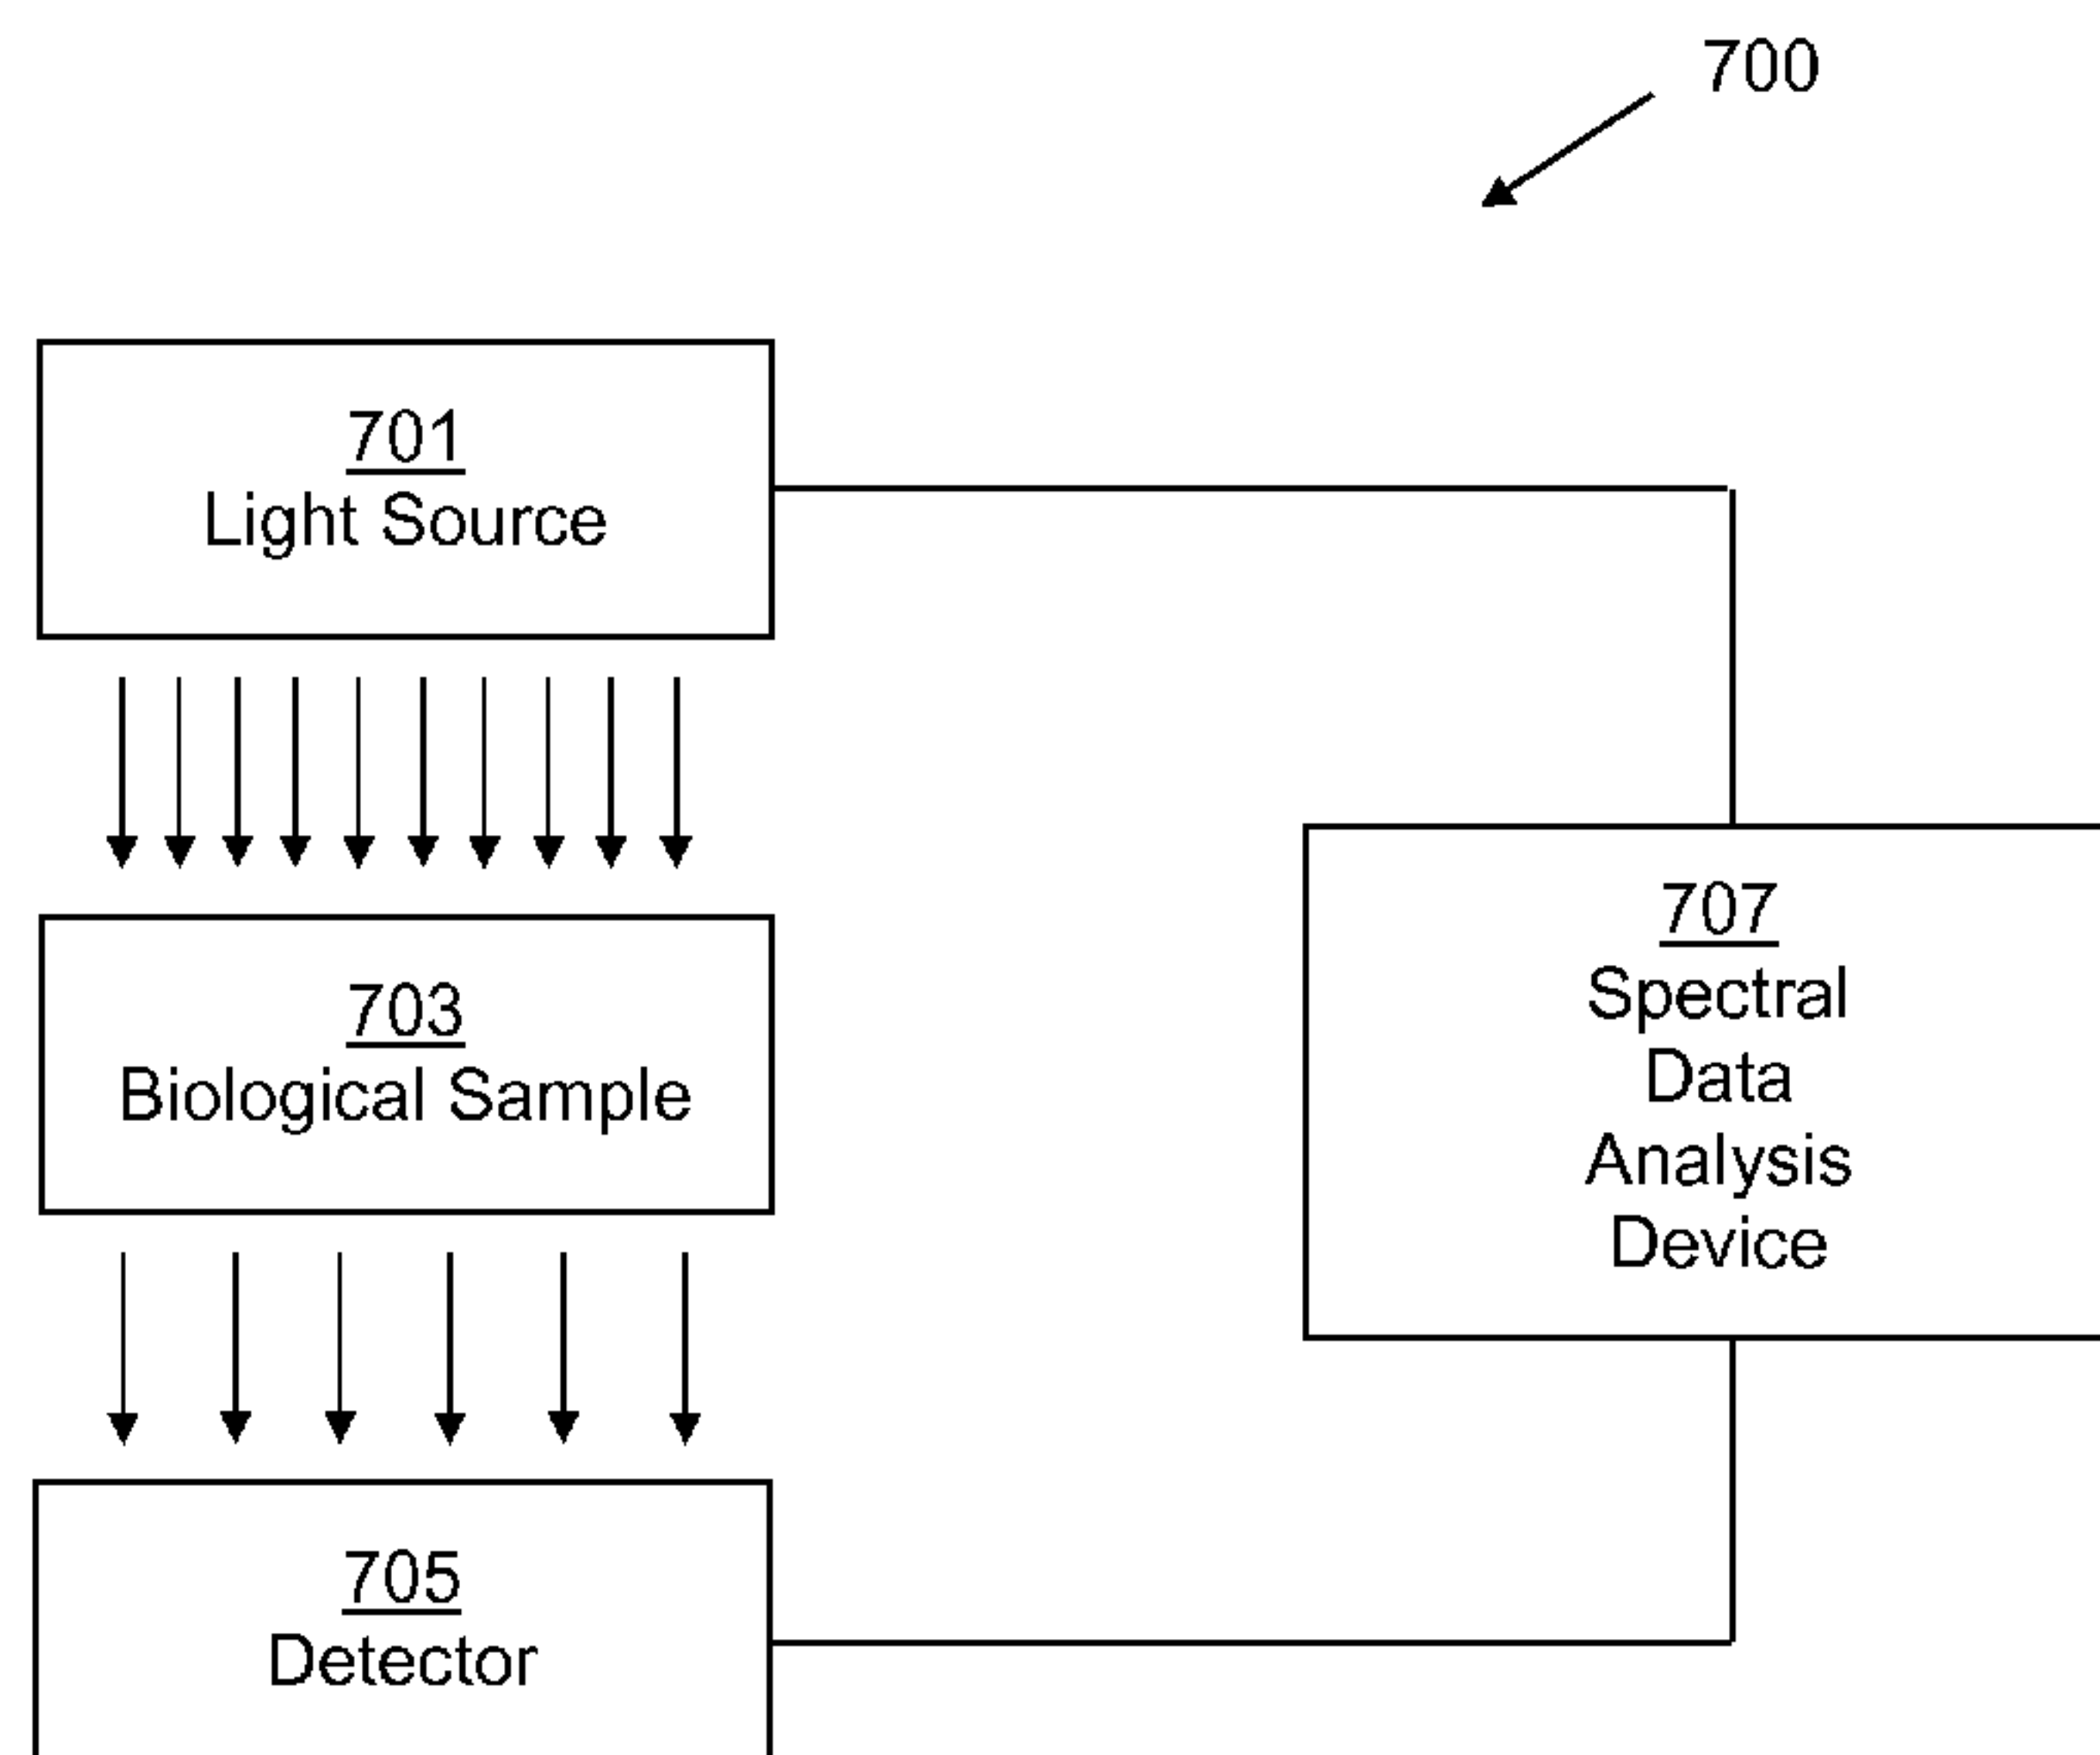 700
701
Light Source
703
Biological Sample
707
Spectral
Data
Analysis
Device
705
Detector